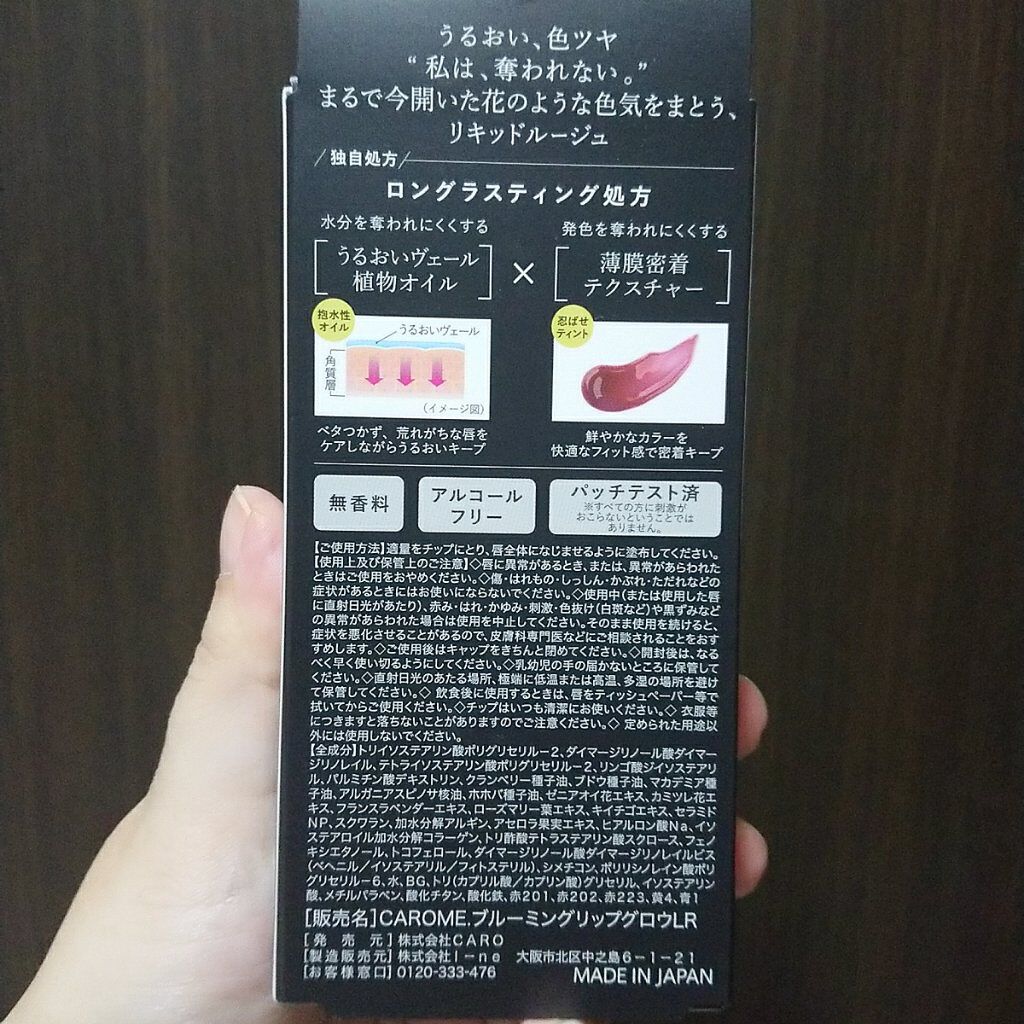 うるおい、色ツヤ
“私は、奪われない。”
まるで今開いた花のような色気をまとう、
リキッドルージュ
独自処方
ロングラスティング処方
水分を奪われにくくする
うるおいヴェール
植物オイル
×
発色を奪われにくくする
薄膜密着
テクスチャー
抱水性
オイル
うるおいヴェール
角質層
(イメージ図)
ベタつかず、荒れがちな唇を
ケアしながらうるおいキープ
忍ばせ
ティント
鮮やかなカラーを
快適なフィット感で密着キープ
無香料
アルコール
フリー
パッチテスト済
※すべての方に刺激が
おこらないということでは
ありません。
【ご使用方法】適量をチップにとり、唇全体になじませるように塗布してください。
【使用上及び保管上のご注意】◇唇に異常があるとき、または、異常があらわれた
ときはご使用をおやめください。◇傷・はれもの・しっしん・かぶれ・ただれなどの
症状があるときにはお使いにならないでください。◇使用中(または使用した唇
に直射日光があたり)、赤み・はれ・かゆみ・刺激・色抜け(白斑など)や黒ずみなど
の異常があらわれた場合は使用を中止してください。そのまま使用を続けると、
症状を悪化させることがあるので、皮膚科専門医などにご相談されることをおす
すめします。◇ご使用後はキャップをきちんと閉めてください。◇開封後は、なる
べく早く使い切るようにしてください。◇乳幼児の手の届かないところに保管して
ください。◇直射日光のあたる場所、極端に低温または高温、多湿の場所を避け
て保管してください。◇ 飲食後に使用するときは、唇をティッシュペーパー等で
拭いてからご使用ください。◇チップはいつも清潔にお使いください。◇ 衣服等
につきますと落ちないことがありますのでご注意ください。◇ 定められた用途以
外には使用しないでください。
【全成分】トリイソステアリン酸ポリグリセリル－2、ダイマージリノール酸ダイマー
ジリノレイル、テトライソステアリン酸ポリグリセリル－2、リンゴ酸ジイソステアリ
ル、パルミチン酸デキストリン、クランベリー種子油、ブドウ種子油、マカデミア種
子油、アルガニアスピノサ核油、ホホバ種子油、ゼニアオイ花エキス、カミツレ花エ
キス、フランスラベンダーエキス、ローズマリー葉エキス、キイチゴエキス、セラミド
NP、スクワラン、加水分解アルギン、アセロラ果実エキス、ヒアルロン酸Na、イソ
ステアロイル加水分解コラーゲン、トリ酢酸テトラステアリン酸スクロース、フェノ
キシエタノール、トコフェロール、ダイマージリノール酸ダイマージリノレイルビス
(ベヘニル/イソステアリル/フィトステリル)、シメチコン、ポリリシノレイン酸ポリ
グリセリル－6、水、BG、トリ(カプリル酸/カプリン酸)グリセリル、イソステアリン
酸、メチルパラベン、酸化チタン、酸化鉄、赤201、赤202、赤223、黄4、青1
[販売名]CAROME.ブルーミングリップグロウLR
[発売元]株式会社CARO
[製造販売元]株式会社I－ne 大阪市北区中之島6－1－21
[お客様窓口]0120-333-476
MADE IN JAPAN